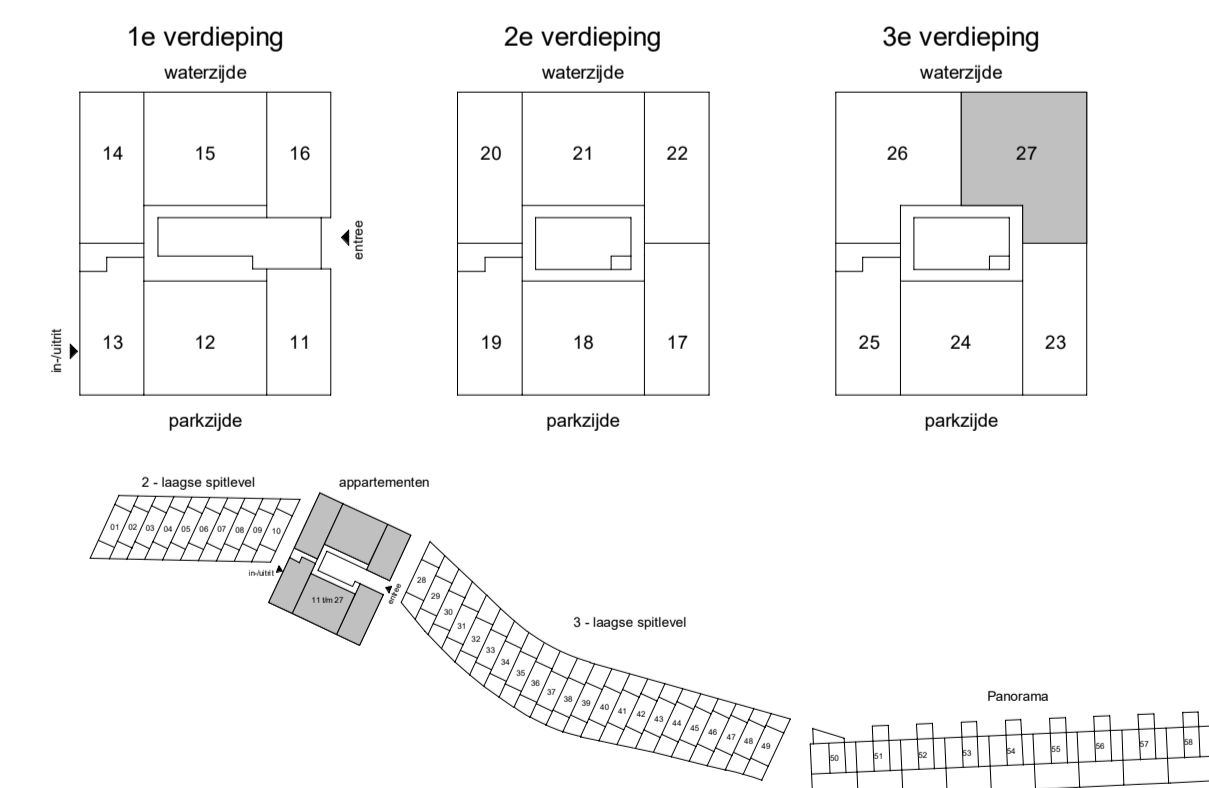 1e verdieping
waterzijde
14 15 16
entree
in-/uitrit
13 12 11
parkzijde
2e verdieping
waterzijde
20 21 22
19 18 17
parkzijde
3e verdieping
waterzijde
26 27
25 24 23
parkzijde
2 - laagse spitlevel
01 02 03 04 05 06 07 08 09 10
appartementen
in-/uitrit
entree
11 t/m 27
3 - laagse spitlevel
28
29
30
31
32
33
34
35
36
37
38
39
40
41
42
43
44
45
46
47
48
49
Panorama
50 51 52 53 54 55 56 57 58